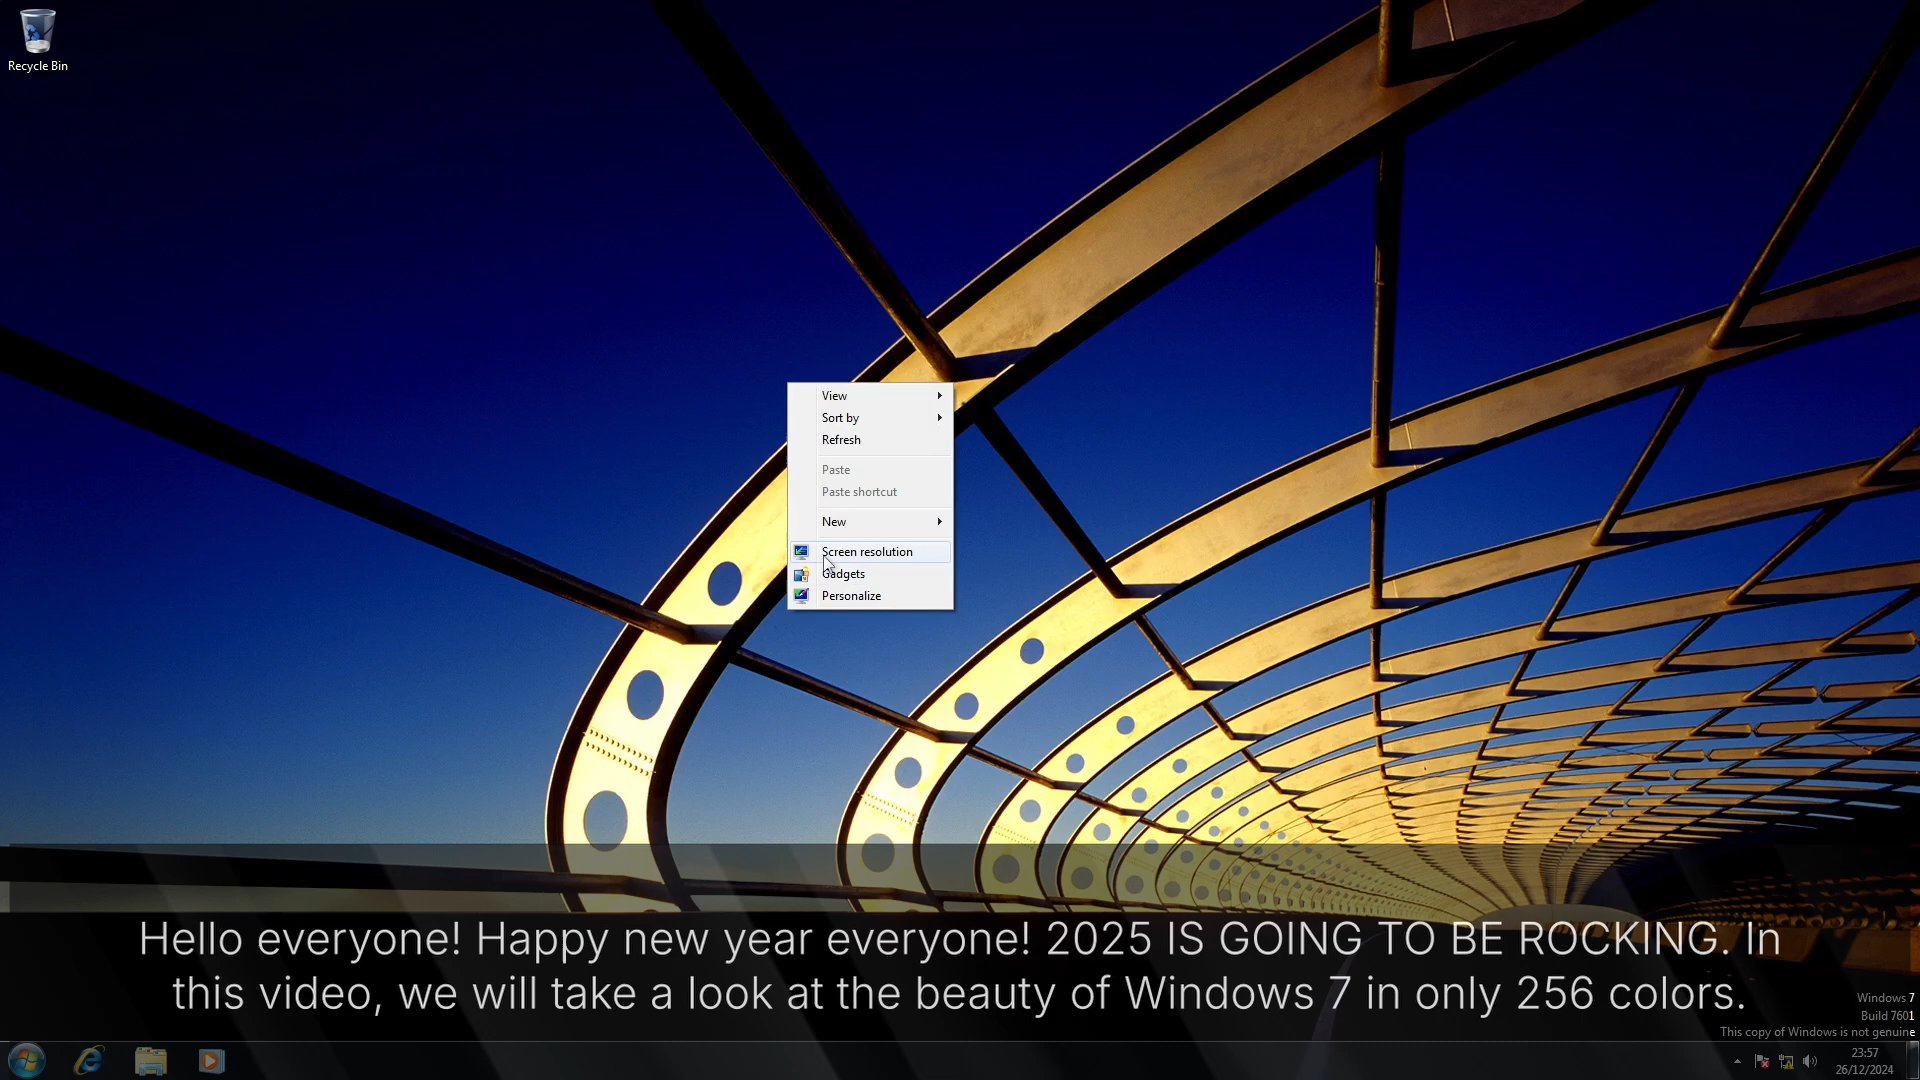 Recycle Bin
View
Sort by
Refresh
Paste
Paste shortcut
New
Screen resolution
Gadgets
Personalize
Hello everyone! Happy new year everyone! 2025 IS GOING TO BE ROCKING. In
this video, we will take a look at the beauty of Windows 7 in only 256 colors.
Windows 7
Build 7601
This copy of Windows is not genuine
23:57
26/12/2024